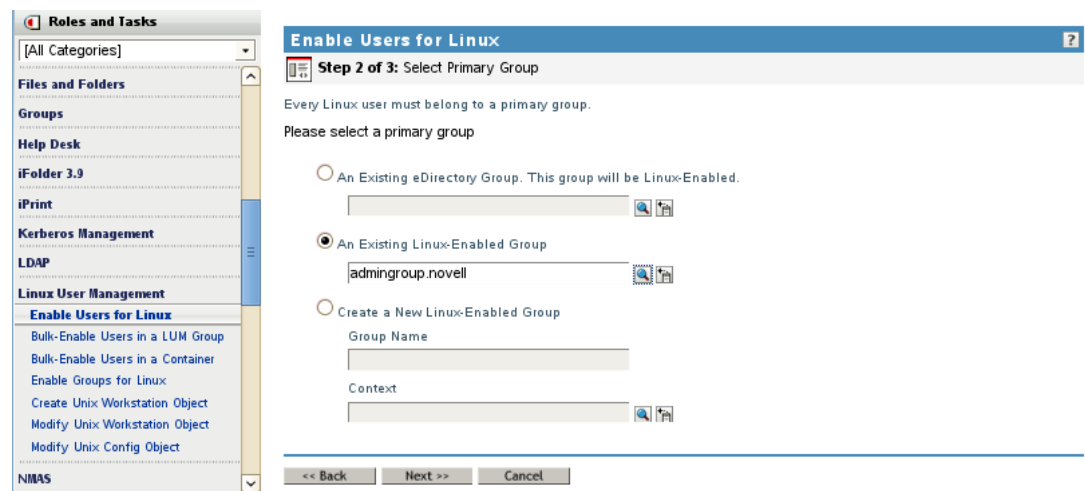 Roles and Tasks
[All Categories]
Files and Folders
Groups
Help Desk
iFolder 3.9
iPrint
Kerberos Management
LDAP
Linux User Management
Enable Users for Linux
Bulk-Enable Users in a LUM Group
Bulk-Enable Users in a Container
Enable Groups for Linux
Create Unix Workstation Object
Modify Unix Workstation Object
Modify Unix Config Object
NMAS
Enable Users for Linux
?
Step 2 of 3: Select Primary Group
Every Linux user must belong to a primary group.
Please select a primary group
An Existing eDirectory Group. This group will be Linux-Enabled.
An Existing Linux-Enabled Group
admingroup.novell
Create a New Linux-Enabled Group
Group Name
Context
<< Back Next >> Cancel